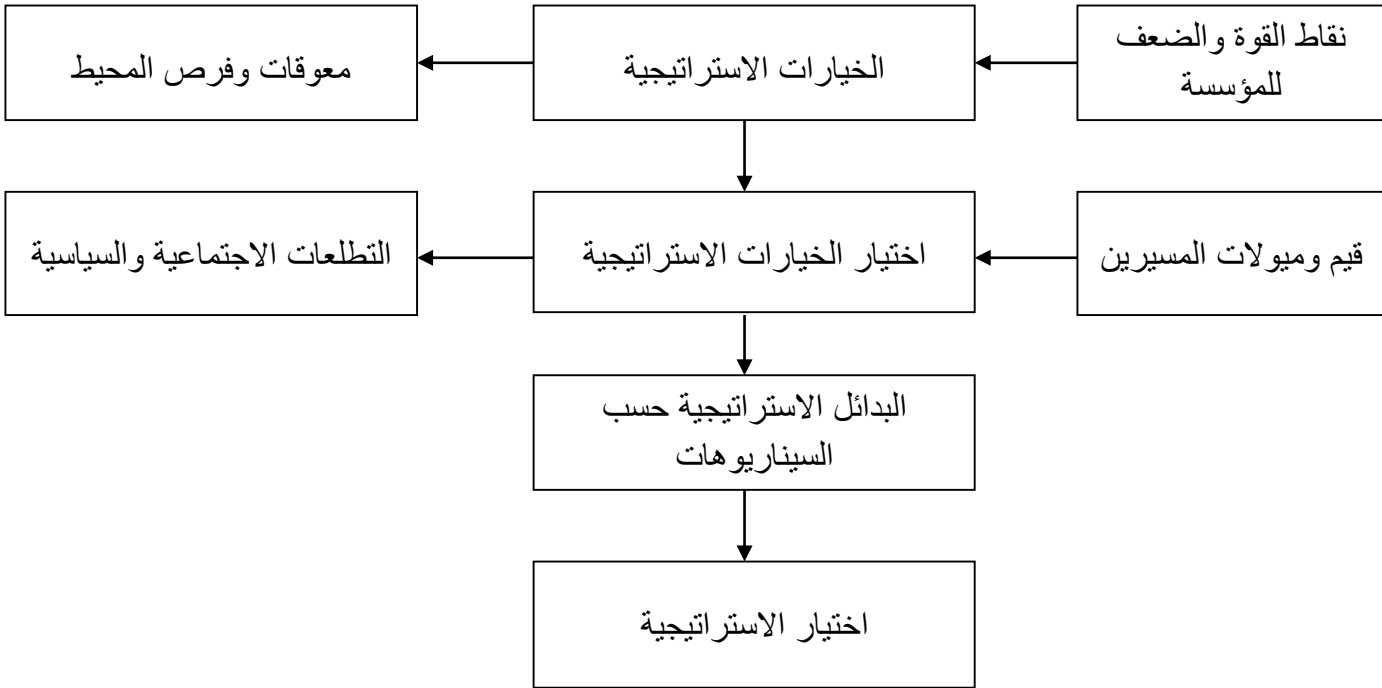 نقاط القوة والضعف
للمؤسسة
الخيارات الاستراتيجية
معوقات وفرص المحيط
قيم وميولات المسيرين
اختيار الخيارات الاستراتيجية
التطلعات الاجتماعية والسياسية
البدائل الاستراتيجية حسب
السيناريوهات
اختيار الاستراتيجية